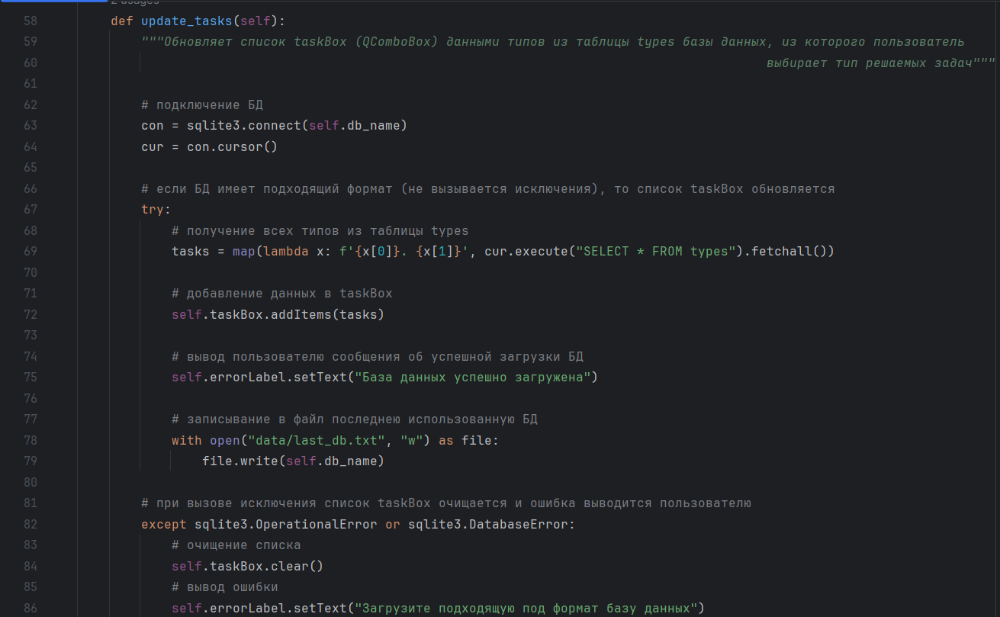 2 usages
58 def update_tasks(self):
59 """Обновляет список taskBox (QComboBox) данными типов из таблицы types базы данных, из которого пользователь
60 выбирает тип решаемых задач"""
61
62 # подключение БД
63 con = sqlite3.connect(self.db_name)
64 cur = con.cursor()
65
66 # если БД имеет подходящий формат (не вызывается исключения), то список taskBox обновляется
67 try:
68 # получение всех типов из таблицы types
69 tasks = map(lambda x: f'{x[0]}. {x[1]}', cur.execute("SELECT * FROM types").fetchall())
70
71 # добавление данных в taskBox
72 self.taskBox.addItems(tasks)
73
74 # вывод пользователю сообщения об успешной загрузки БД
75 self.errorLabel.setText("База данных успешно загружена")
76
77 # записывание в файл последнею использованную БД
78 with open("data/last_db.txt", "w") as file:
79 file.write(self.db_name)
80
81 # при вызове исключения список taskBox очищается и ошибка выводится пользователю
82 except sqlite3.OperationalError or sqlite3.DatabaseError:
83 # очищение списка
84 self.taskBox.clear()
85 # вывод ошибки
86 self.errorLabel.setText("Загрузите подходящую под формат базу данных")